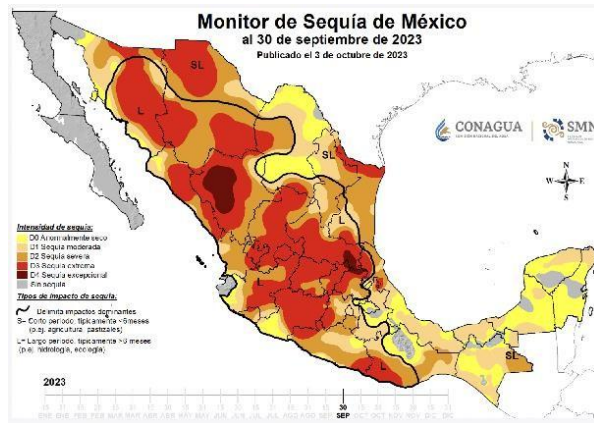 Monitor de Sequía de México
al 30 de septiembre de 2023
Publicado el 3 de octubre de 2023
SL
CONAGUA
SMN
L
SL
N
W
E
S
L
Intensidad de sequía:
D0 Anormalmente seco
D1 Sequía moderada
D2 Sequía severa
D3 Sequía extrema
D4 Sequía excepcional
Sin sequía
Tipos de impacto de sequía:
Delimita impactos dominantes
S= Corto periodo, típicamente <6 meses
(p.ej. agricultura, pastizales)
L= Largo periodo, típicamente >6 meses
(p.ej. hidrología, ecología)
SL
L
2023
30
SEP